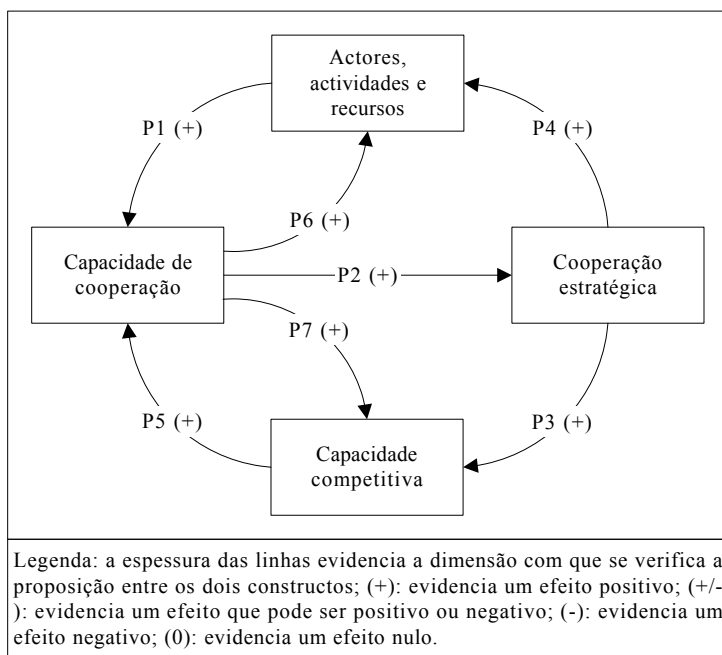 Actores,
actividades e
recursos
P1 (+)
P4 (+)
P6 (+)
Capacidade de
cooperação
P2 (+)
Cooperação
estratégica
P7 (+)
P5 (+)
P3 (+)
Capacidade
competitiva
Legenda: a espessura das linhas evidencia a dimensão com que se verifica a
proposição entre os dois constructos; (+): evidencia um efeito positivo; (+/-
): evidencia um efeito que pode ser positivo ou negativo; (-): evidencia um
efeito negativo; (0): evidencia um efeito nulo.